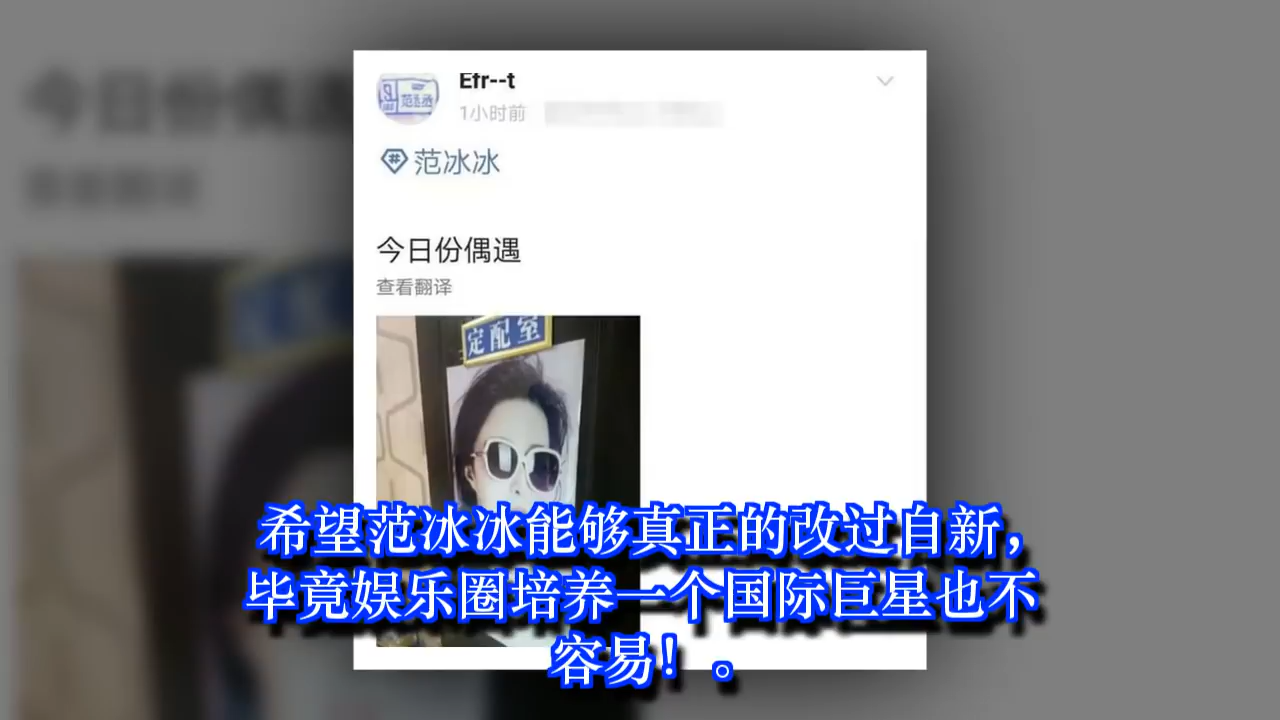 Efr--t
1小时前
范冰冰
今日份偶遇
查看翻译
定配室
希望范冰冰能够真正的改过自新，
毕竟娱乐圈培养一个国际巨星也不
容易！。